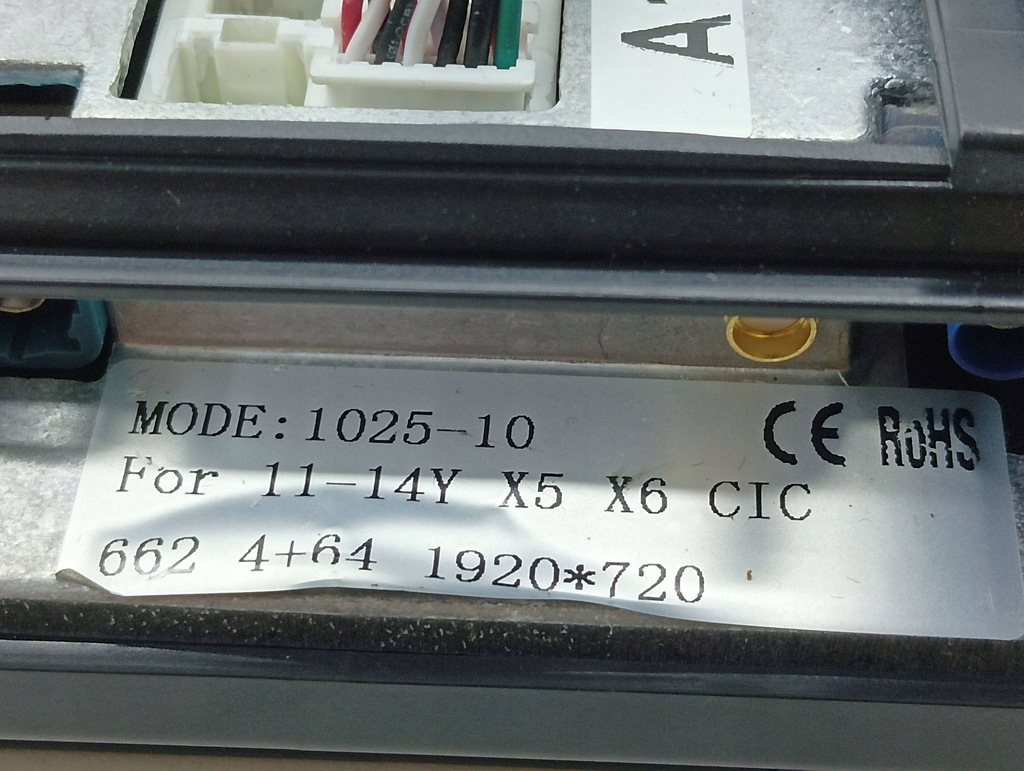 A
MODE:1025-10 CE RoHS
For 11-14Y X5 X6 CIC
662 4+64 1920*720